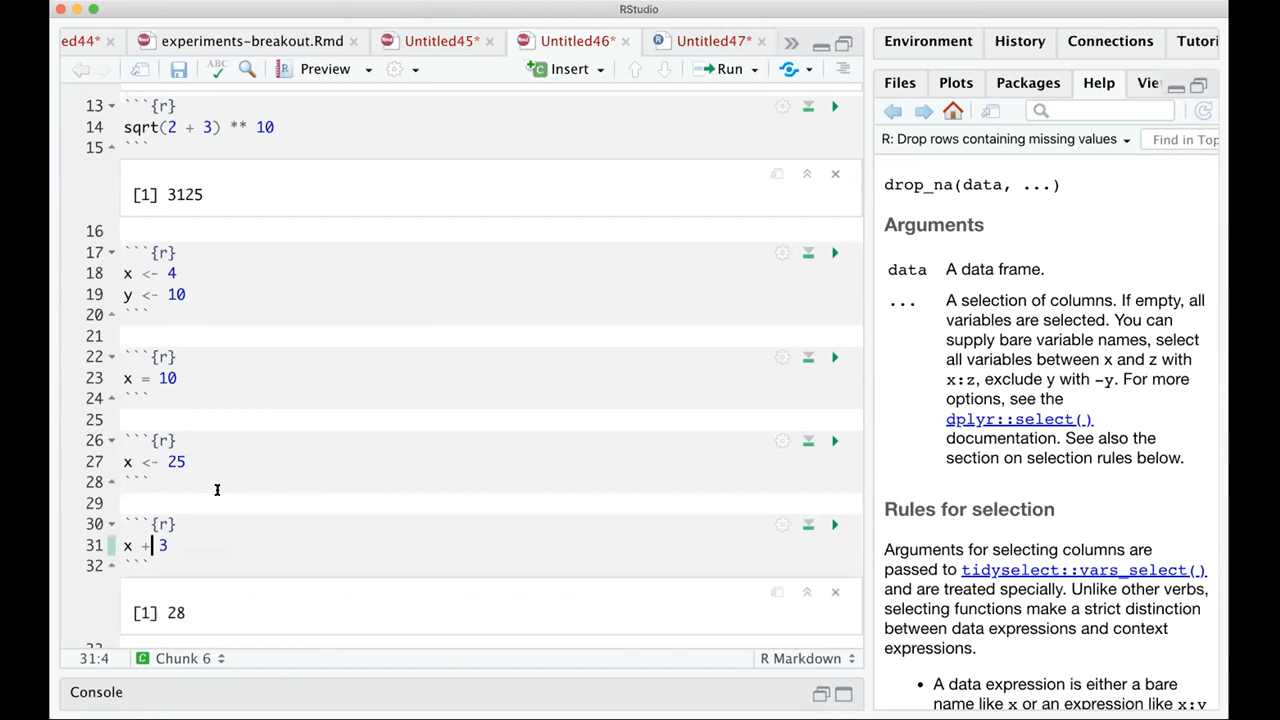 RStudio
ed44*
experiments-breakout.Rmd
Untitled45*
Untitled46*
Untitled47*
ABC
Preview
Insert
Run
13 ```{r}
14 sqrt(2 + 3) ** 10
15 ```
[1] 3125
16
17 ```{r}
18 x <- 4
19 y <- 10
20 ```
21
22 ```{r}
23 x = 10
24 ```
25
26 ```{r}
27 x <- 25
28 ```
29
30 ```{r}
31 x + 3
32 ```
[1] 28
31:4
Chunk 6
R Markdown
Console
Environment
History
Connections
Tutori
Files
Plots
Packages
Help
Vie
R: Drop rows containing missing values
Find in Top
drop_na(data, ...)
Arguments
data A data frame.
... A selection of columns. If empty, all
variables are selected. You can
supply bare variable names, select
all variables between x and z with
x:z, exclude y with -y. For more
options, see the
dplyr::select()
documentation. See also the
section on selection rules below.
Rules for selection
Arguments for selecting columns are
passed to tidyselect::vars_select()
and are treated specially. Unlike other verbs,
selecting functions make a strict distinction
between data expressions and context
expressions.
• A data expression is either a bare
name like x or an expression like x:y